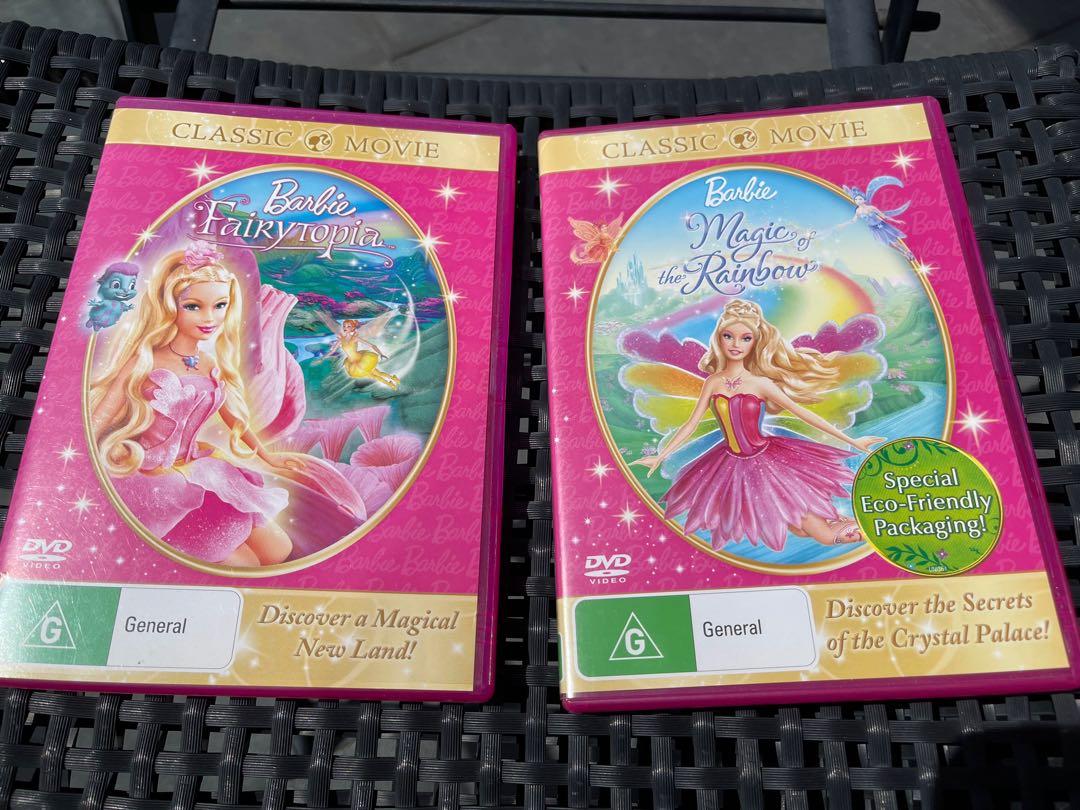 CLASSIC MOVIE
Barbie
Fairytopia
DVD
VIDEO
G
General
Discover a Magical
New Land!
CLASSIC MOVIE
Barbie
Magic of
the Rainbow
Special
Eco-Friendly
Packaging!
DVD
VIDEO
G
General
Discover the Secrets
of the Crystal Palace!